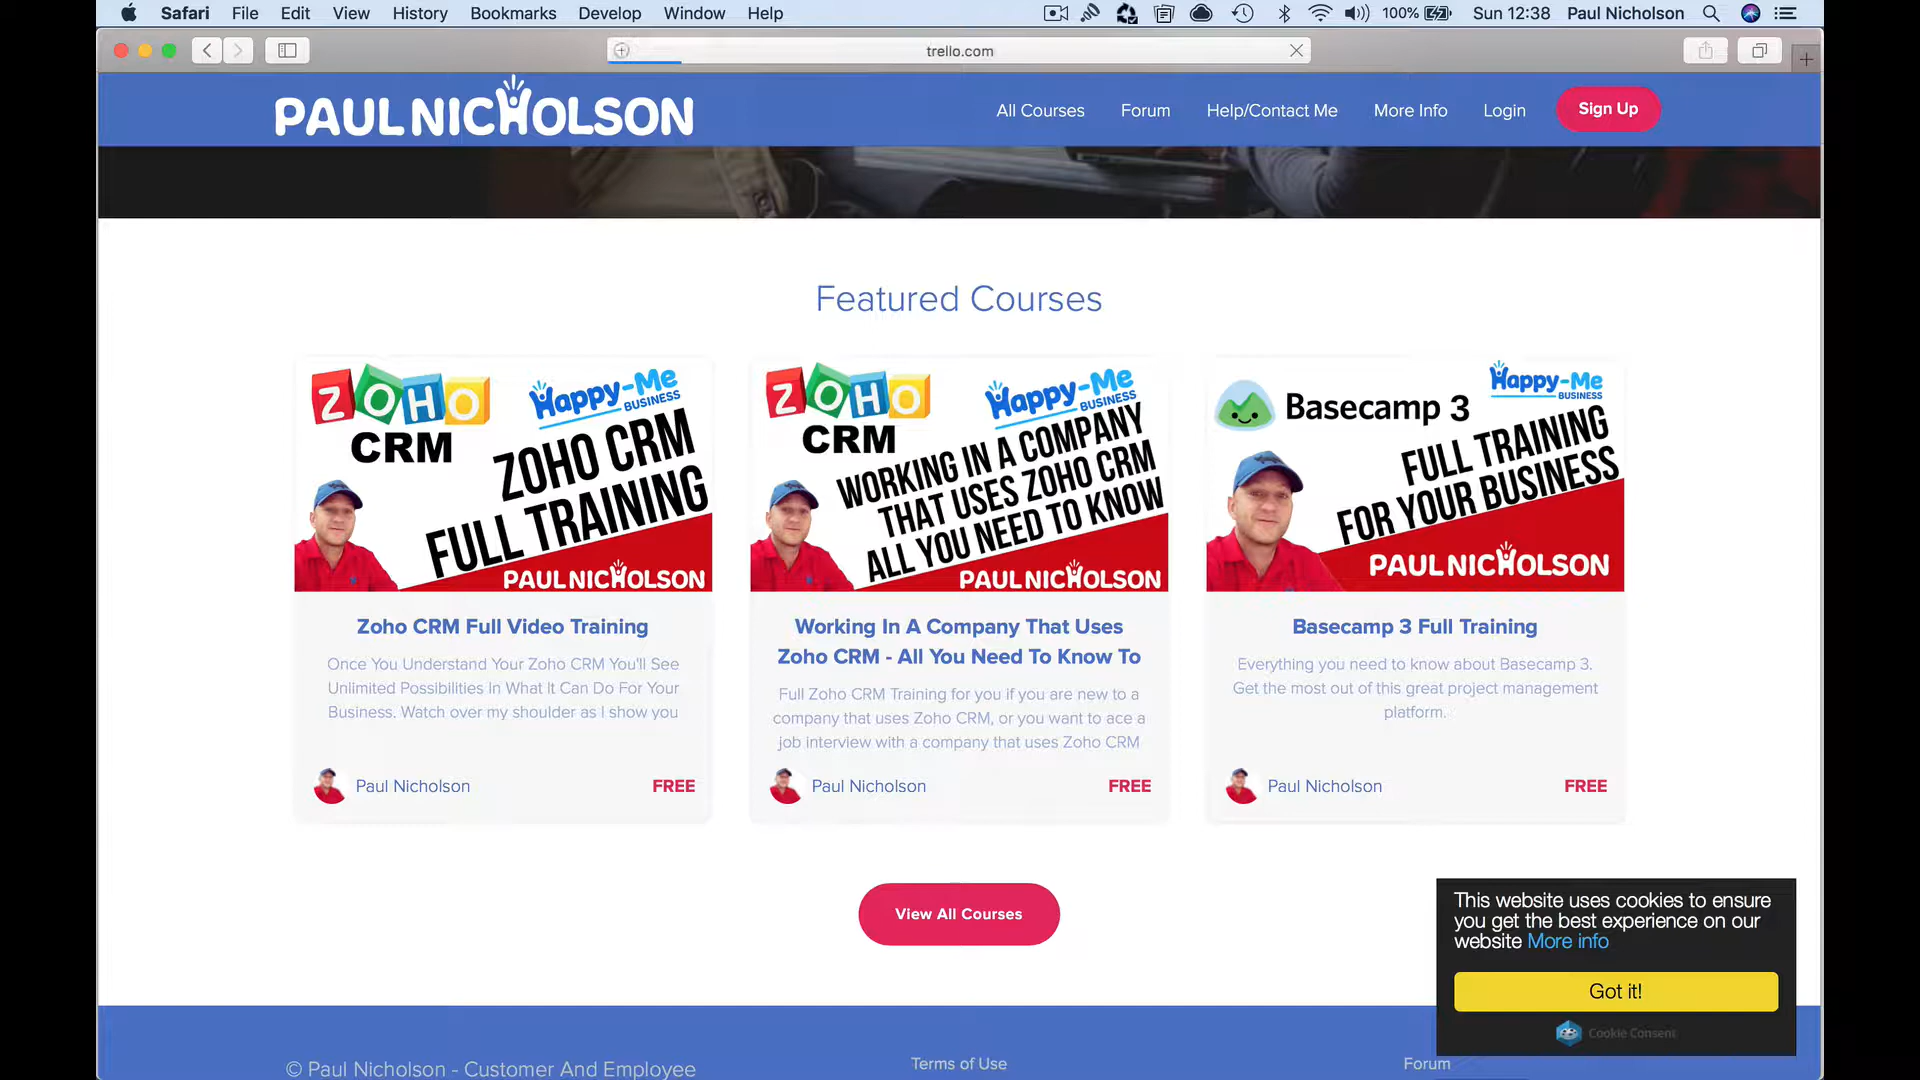 Safari File Edit View History Bookmarks Develop Window Help 100% Sun 12:38 Paul Nicholson
trello.com
PAUL NICHOLSON All Courses Forum Help/Contact Me More Info Login Sign Up
Featured Courses
ZOHO
CRM
Happy-Me
BUSINESS
ZOHO CRM
FULL TRAINING
PAUL NICHOLSON
Zoho CRM Full Video Training
Once You Understand Your Zoho CRM You'll See
Unlimited Possibilities In What It Can Do For Your
Business. Watch over my shoulder as I show you
Paul Nicholson FREE
ZOHO
CRM
Happy-Me
BUSINESS
WORKING IN A COMPANY
THAT USES ZOHO CRM
ALL YOU NEED TO KNOW
PAUL NICHOLSON
Working In A Company That Uses
Zoho CRM - All You Need To Know To
Full Zoho CRM Training for you if you are new to a
company that uses Zoho CRM, or you want to ace a
job interview with a company that uses Zoho CRM
Paul Nicholson FREE
Basecamp 3
Happy-Me
BUSINESS
FULL TRAINING
FOR YOUR BUSINESS
PAUL NICHOLSON
Basecamp 3 Full Training
Everything you need to know about Basecamp 3.
Get the most out of this great project management
platform.
Paul Nicholson FREE
View All Courses
This website uses cookies to ensure
you get the best experience on our
website More info
Got it!
Cookie Consent
© Paul Nicholson - Customer And Employee
Terms of Use
Forum